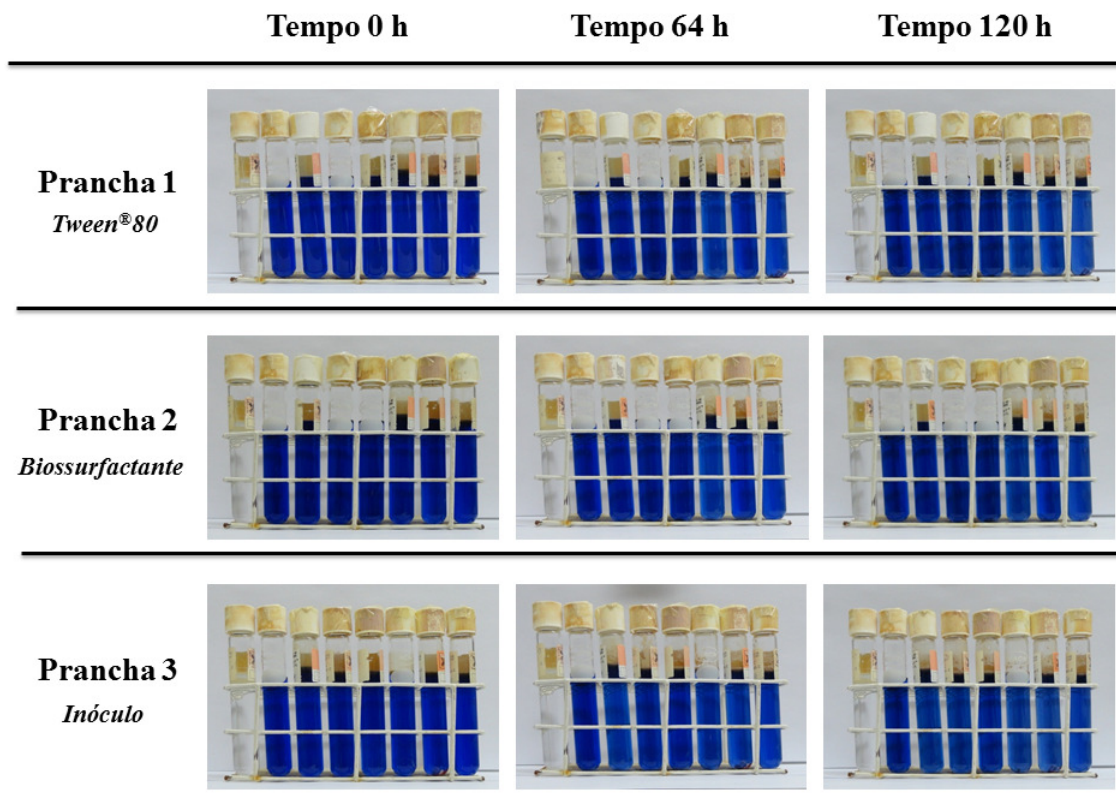 Tempo 0 h
Tempo 64 h
Tempo 120 h
Prancha 1
Tween®80
Prancha 2
Biossurfactante
Prancha 3
Inóculo